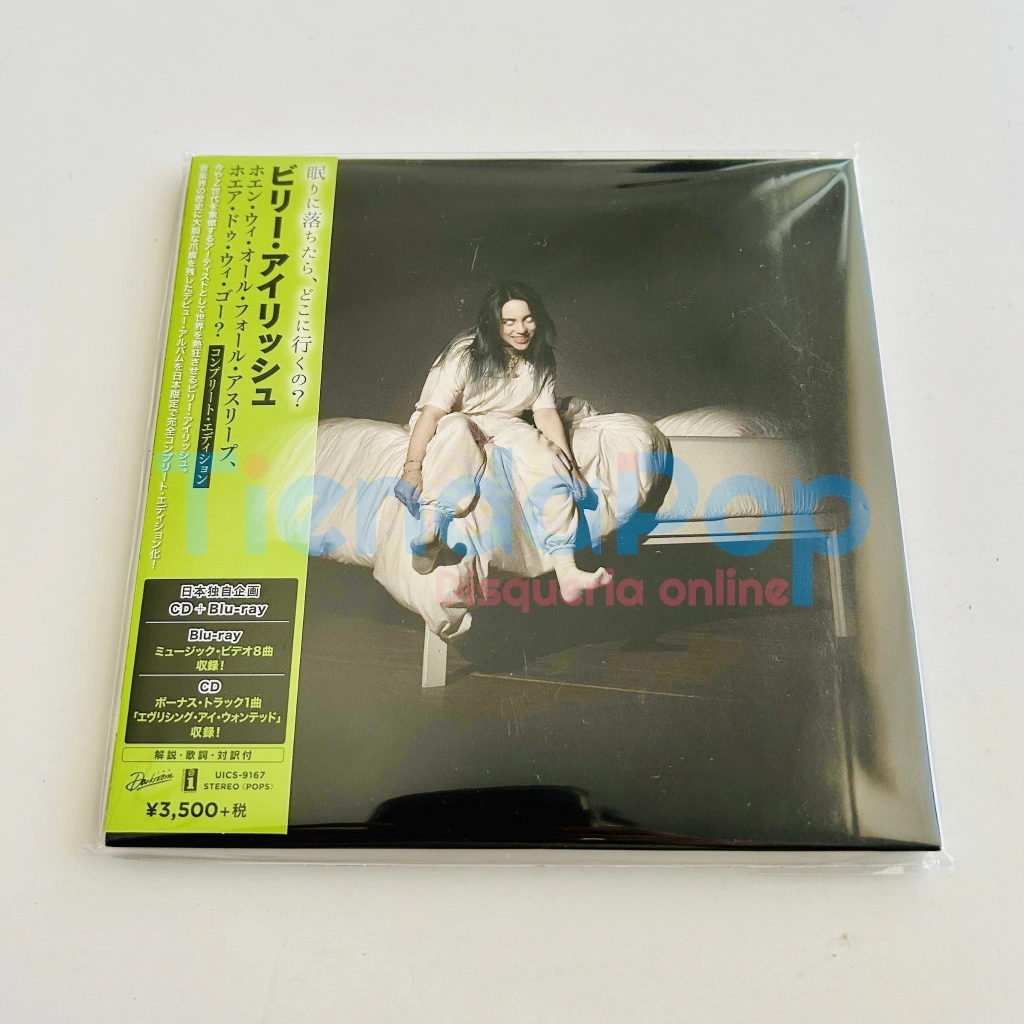 眠りに落ちたら、どこに行くの?
ビリー・アイリッシュ
ホエン・ウィ・オール・フォール・アスリープ、
ホエア・ドゥ・ウィ・ゴー? コンプリート・エディション
今やZ世代を象徴するアーティストとして世界を熱狂させるビリー・アイリッシュ。
音楽界の歴史に大胆な爪痕を残したデビュー・アルバムを日本限定で完全コンプリート・エディション化!
日本独自企画
CD+Blu-ray
Blu-ray
ミュージック・ビデオ8曲
収録!
CD
ボーナス・トラック1曲
「エヴリシング・アイ・ウォンテッド」
収録!
解説・歌詞・対訳付
Darkroom
UICS-9167
STEREO (POPS)
¥3,500+税
TiendaPop
Disquería online